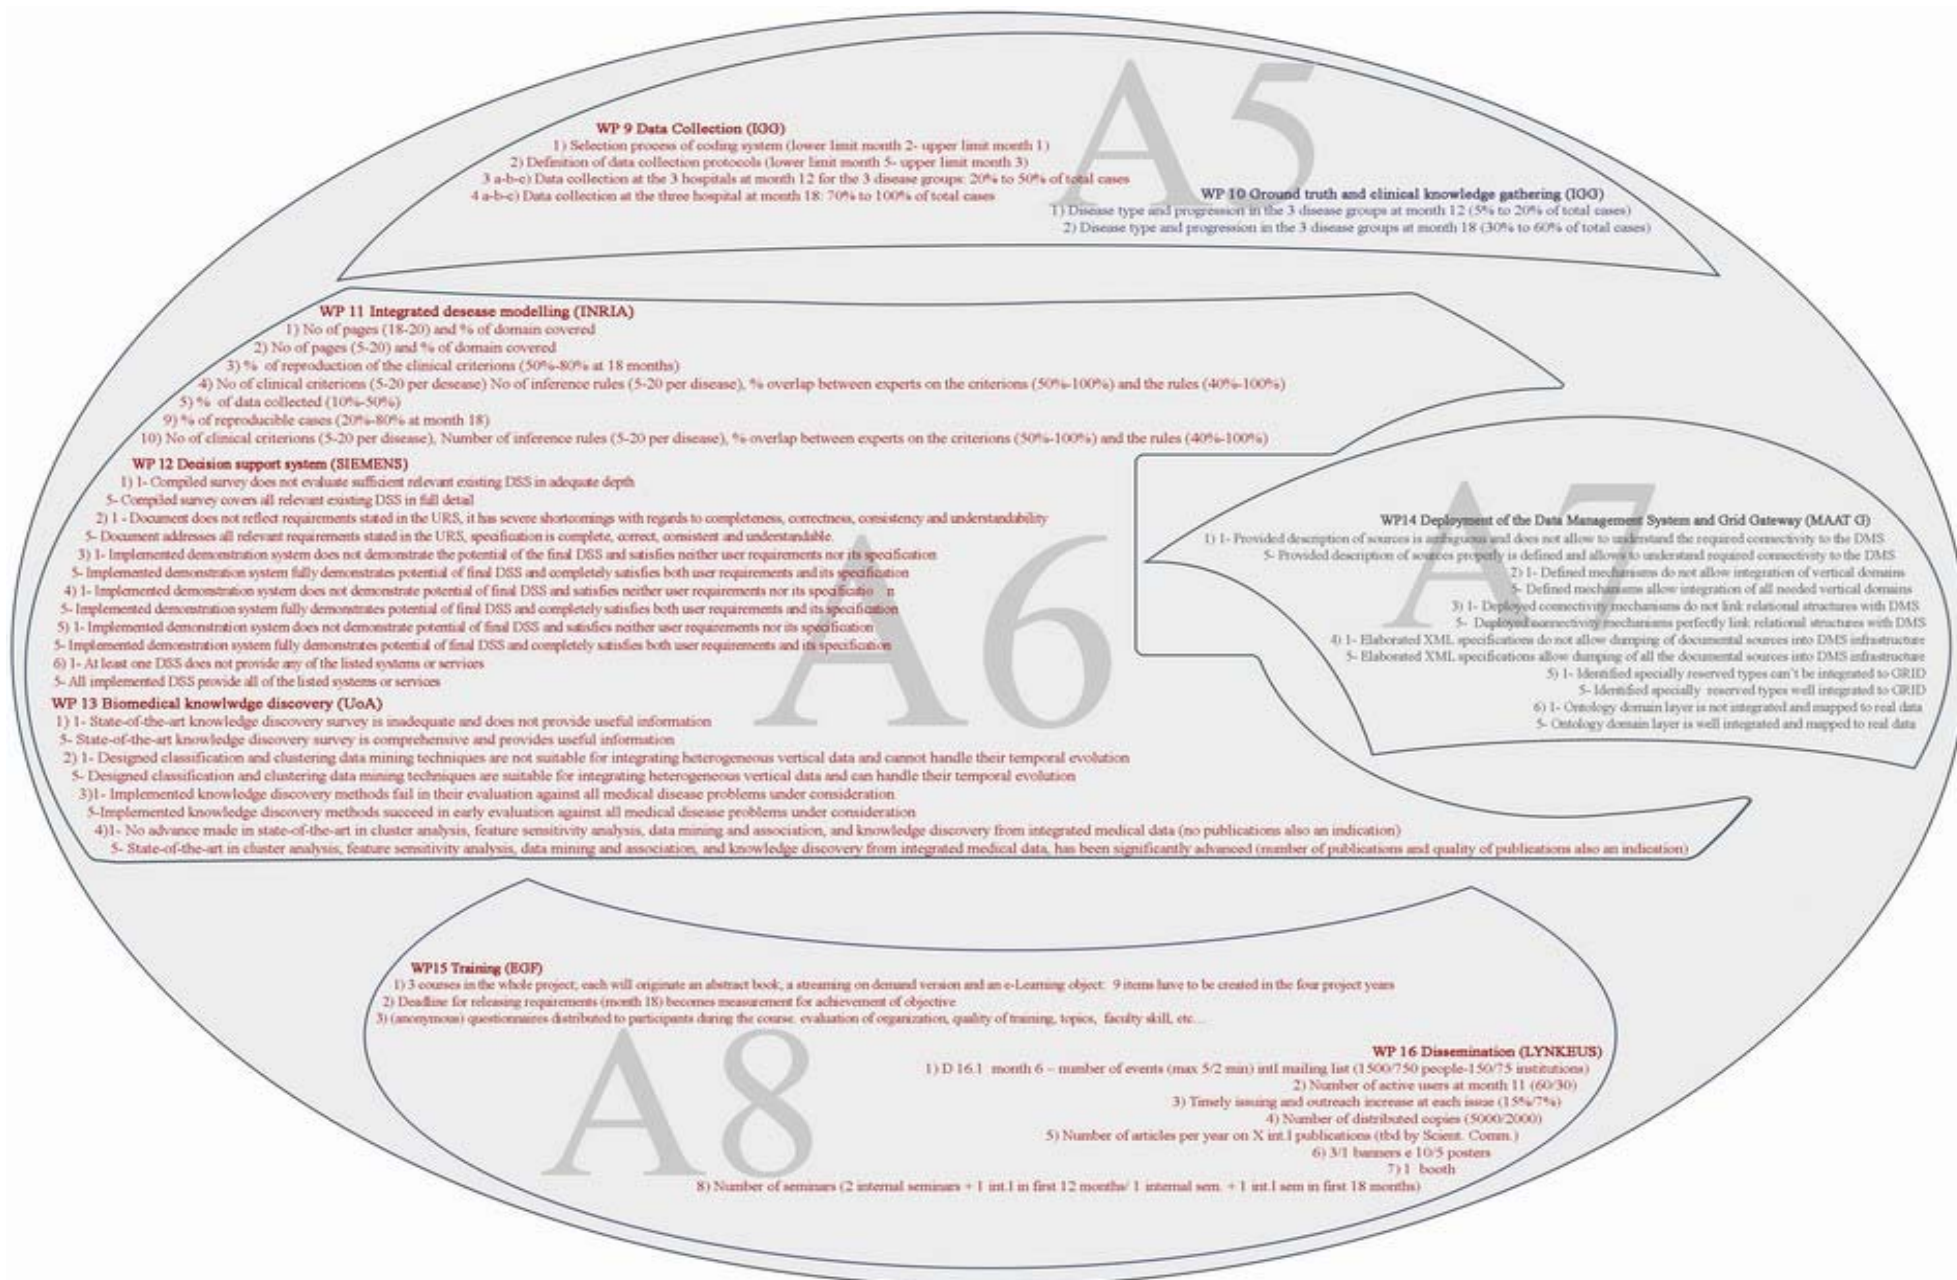 A5
WP 9 Data Collection (IGG)
1) Selection process of coding system (lower limit month 2- upper limit month 1)
2) Definition of data collection protocols (lower limit month 5- upper limit month 3)
3 a-b-c) Data collection at the 3 hospitals at month 12 for the 3 disease groups: 20% to 50% of total cases
4 a-b-c) Data collection at the three hospital at month 18: 70% to 100% of total cases
WP 10 Ground truth and clinical knowledge gathering (IGG)
1) Disease type and progression in the 3 disease groups at month 12 (5% to 20% of total cases)
2) Disease type and progression in the 3 disease groups at month 18 (30% to 60% of total cases)
A6
WP 11 Integrated desease modelling (INRIA)
1) No of pages (18-20) and % of domain covered
2) No of pages (5-20) and % of domain covered
3) % of reproduction of the clinical criterions (50%-80% at 18 months)
4) No of clinical criterions (5-20 per desease) No of inference rules (5-20 per disease), % overlap between experts on the criterions (50%-100%) and the rules (40%-100%)
5) % of data collected (10%-50%)
9) % of reproducible cases (20%-80% at month 18)
10) No of clinical criterions (5-20 per disease), Number of inference rules (5-20 per disease), % overlap between experts on the criterions (50%-100%) and the rules (40%-100%)
WP 12 Decision support system (SIEMENS)
1) 1- Compiled survey does not evaluate sufficient relevant existing DSS in adequate depth
5- Compiled survey covers all relevant existing DSS in full detail
2) 1 - Document does not reflect requirements stated in the URS, it has severe shortcomings with regards to completeness, correctness, consistency and understandability
5- Document addresses all relevant requirements stated in the URS, specification is complete, correct, consistent and understandable.
3) 1- Implemented demonstration system does not demonstrate the potential of the final DSS and satisfies neither user requirements nor its specification
5- Implemented demonstration system fully demonstrates potential of final DSS and completely satisfies both user requirements and its specification
4) 1- Implemented demonstration system does not demonstrate potential of final DSS and satisfies neither user requirements nor its specificatio n
5- Implemented demonstration system fully demonstrates potential of final DSS and completely satisfies both user requirements and its specification
5) 1- Implemented demonstration system does not demonstrate potential of final DSS and satisfies neither user requirements nor its specification
5- Implemented demonstration system fully demonstrates potential of final DSS and completely satisfies both user requirements and its specification
6) 1- At least one DSS does not provide any of the listed systems or services
5- All implemented DSS provide all of the listed systems or services
WP 13 Biomedical knowlwdge discovery (UoA)
1) 1- State-of-the-art knowledge discovery survey is inadequate and does not provide useful information
5- State-of-the-art knowledge discovery survey is comprehensive and provides useful information
2) 1- Designed classification and clustering data mining techniques are not suitable for integrating heterogeneous vertical data and cannot handle their temporal evolution
5- Designed classification and clustering data mining techniques are suitable for integrating heterogeneous vertical data and can handle their temporal evolution
3)1- Implemented knowledge discovery methods fail in their evaluation against all medical disease problems under consideration
5-Implemented knowledge discovery methods succeed in early evaluation against all medical disease problems under consideration
4)1- No advance made in state-of-the-art in cluster analysis, feature sensitivity analysis, data mining and association, and knowledge discovery from integrated medical data (no publications also an indication)
5- State-of-the-art in cluster analysis, feature sensitivity analysis, data mining and association, and knowledge discovery from integrated medical data, has been significantly advanced (number of publications and quality of publications also an indication)
A7
WP14 Deployment of the Data Management System and Grid Gateway (MAAT G)
1) 1- Provided description of sources is ambiguous and does not allow to understand the required connectivity to the DMS
5- Provided description of sources properly is defined and allows to understand required connectivity to the DMS
2) 1- Defined mechanisms do not allow integration of vertical domains
5- Defined mechanisms allow integration of all needed vertical domains
3) 1- Deployed connectivity mechanisms do not link relational structures with DMS
5- Deployed connectivity mechanisms perfectly link relational structures with DMS
4) 1- Elaborated XML specifications do not allow dumping of documental sources into DMS infrastructure
5- Elaborated XML specifications allow dumping of all the documental sources into DMS infrastructure
5) 1- Identified specially reserved types can't be integrated to GRID
5- Identified specially reserved types well integrated to GRID
6) 1- Ontology domain layer is not integrated and mapped to real data
5- Ontology domain layer is well integrated and mapped to real data
A8
WP15 Training (EGF)
1) 3 courses in the whole project; each will originate an abstract book, a streaming on demand version and an e-Learning object: 9 items have to be created in the four project years
2) Deadline for releasing requirements (month 18) becomes measurement for achievement of objective
3) (anonymous) questionnaires distributed to participants during the course. evaluation of organization, quality of training, topics, faculty skill, etc...
WP 16 Dissemination (LYNKEUS)
1) D 16.1 month 6 – number of events (max 5/2 min) intl mailing list (1500/750 people-150/75 institutions)
2) Number of active users at month 11 (60/30)
3) Timely issuing and outreach increase at each issue (15%/7%)
4) Number of distributed copies (5000/2000)
5) Number of articles per year on X int.l publications (tbd by Scient. Comm.)
6) 3/1 banners e 10/5 posters
7) 1 booth
8) Number of seminars (2 internal seminars + 1 int.l in first 12 months/ 1 internal sem. + 1 int.l sem in first 18 months)